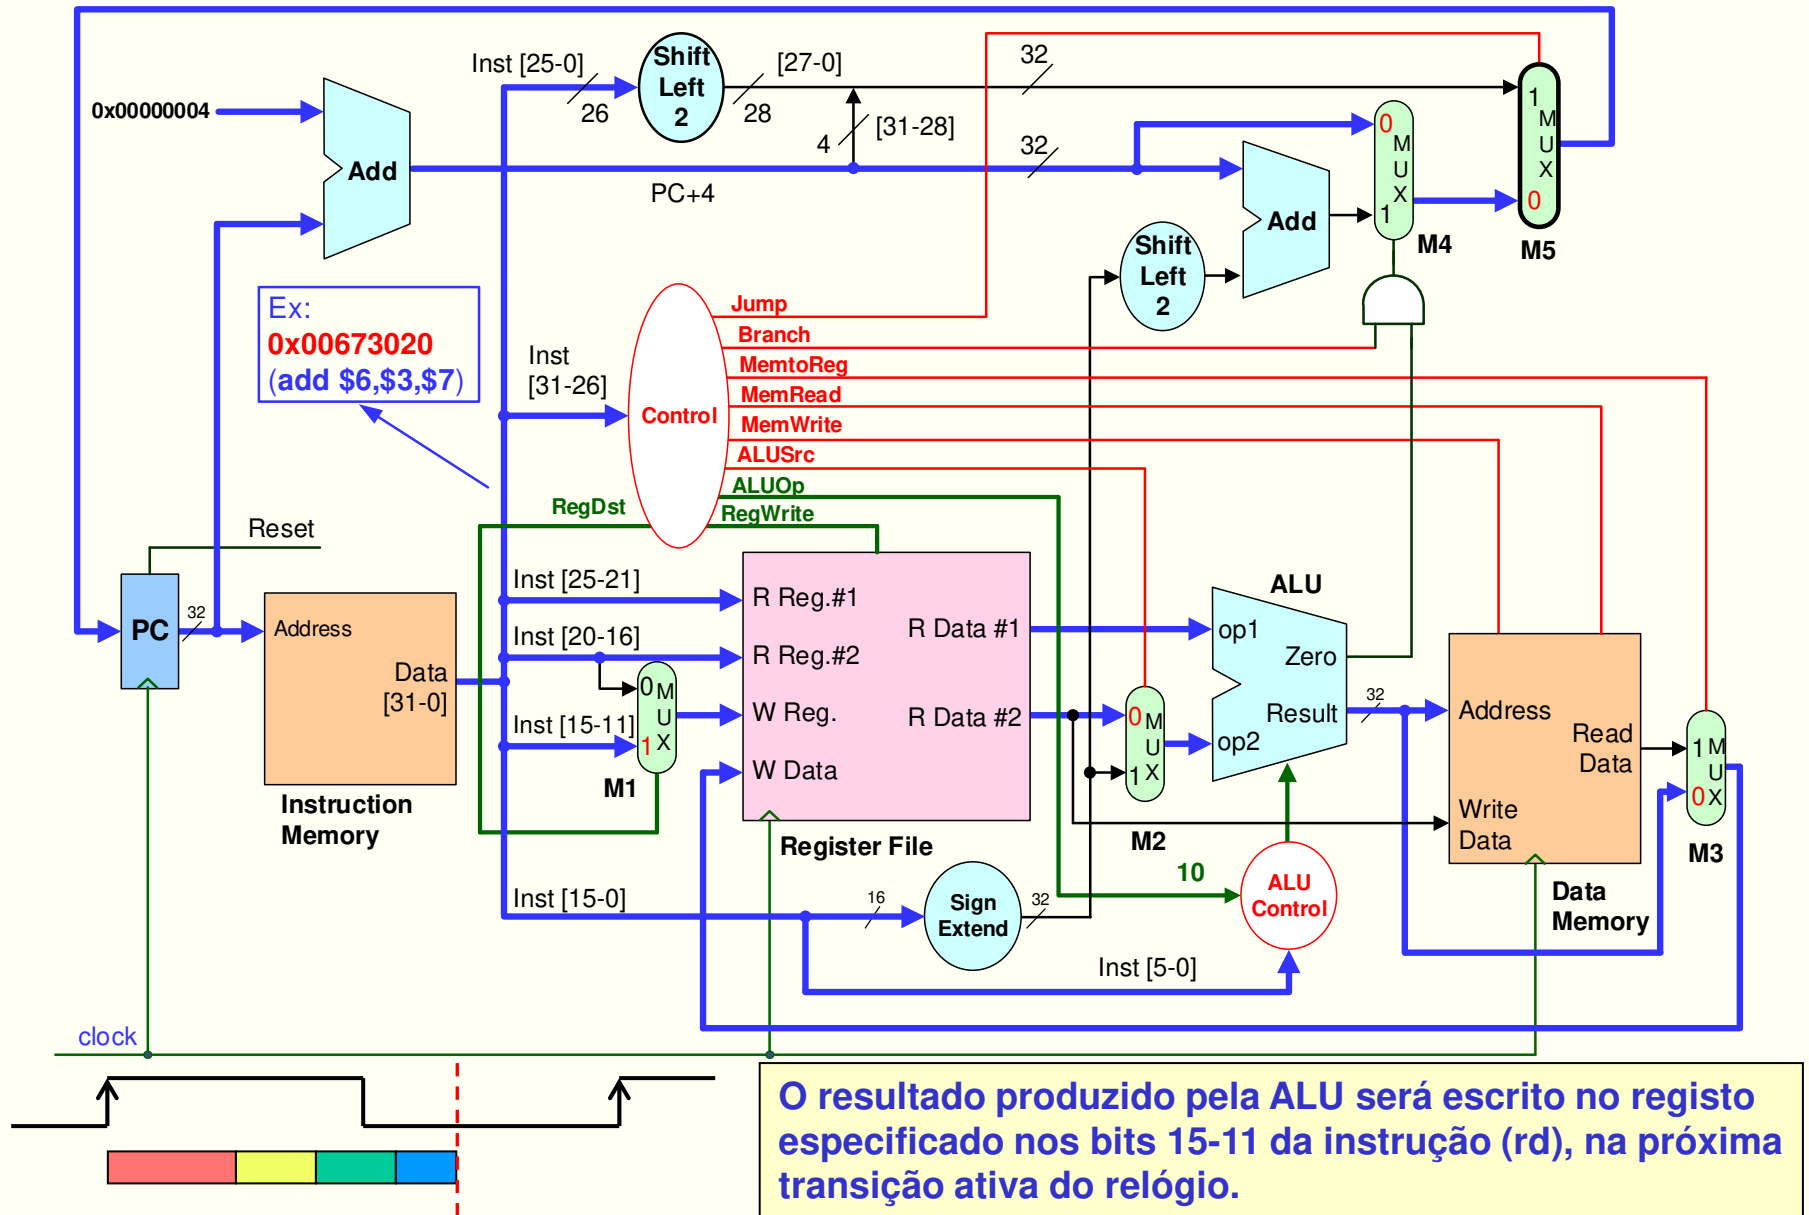 Inst [25-0]
26
Shift
Left
2
[27-0]
28
4
[31-28]
32
0x00000004
Add
PC+4
32
0
M
U
X
1
M4
1
M
U
X
0
M5
Add
Shift
Left
2
Ex:
0x00673020
(add $6,$3,$7)
Inst
[31-26]
Control
Jump
Branch
MemtoReg
MemRead
MemWrite
ALUSrc
ALUOp
RegDst
RegWrite
Reset
PC
32
Address
Data
[31-0]
Instruction
Memory
Inst [25-21]
Inst [20-16]
Inst [15-11]
0
M
U
1
X
M1
R Reg.#1
R Reg.#2
W Reg.
W Data
R Data #1
R Data #2
Register File
0
M
U
1
X
M2
ALU
op1
Zero
Result
op2
32
Address
Read
Data
Write
Data
Data
Memory
1
M
U
0
X
M3
Inst [15-0]
16
Sign
Extend
32
10
ALU
Control
Inst [5-0]
clock
O resultado produzido pela ALU será escrito no registo
especificado nos bits 15-11 da instrução (rd), na próxima
transição ativa do relógio.